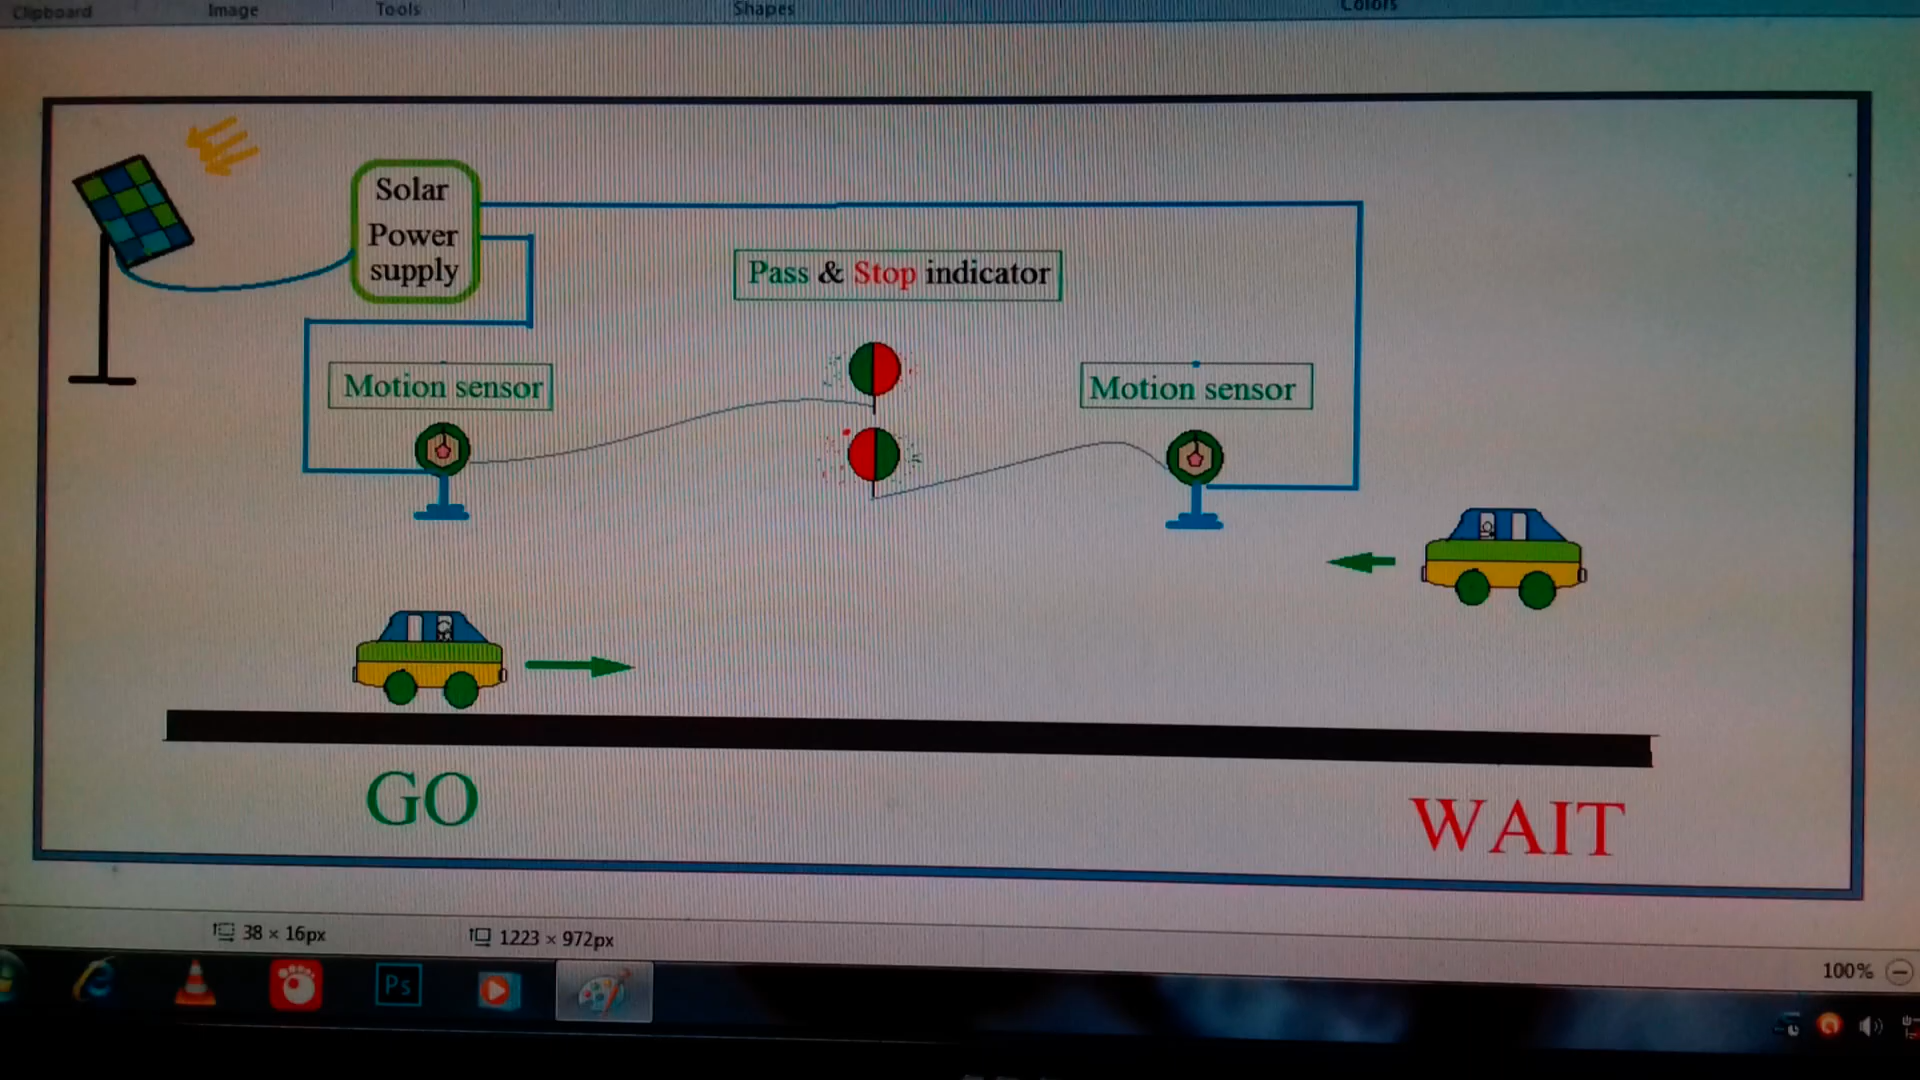 Clipboard
Image
Tools
Shapes
Colors
Solar
Power
supply
Pass & Stop indicator
Motion sensor
Motion sensor
GO
WAIT
38 × 16px
1223 × 972px
100%
Ps